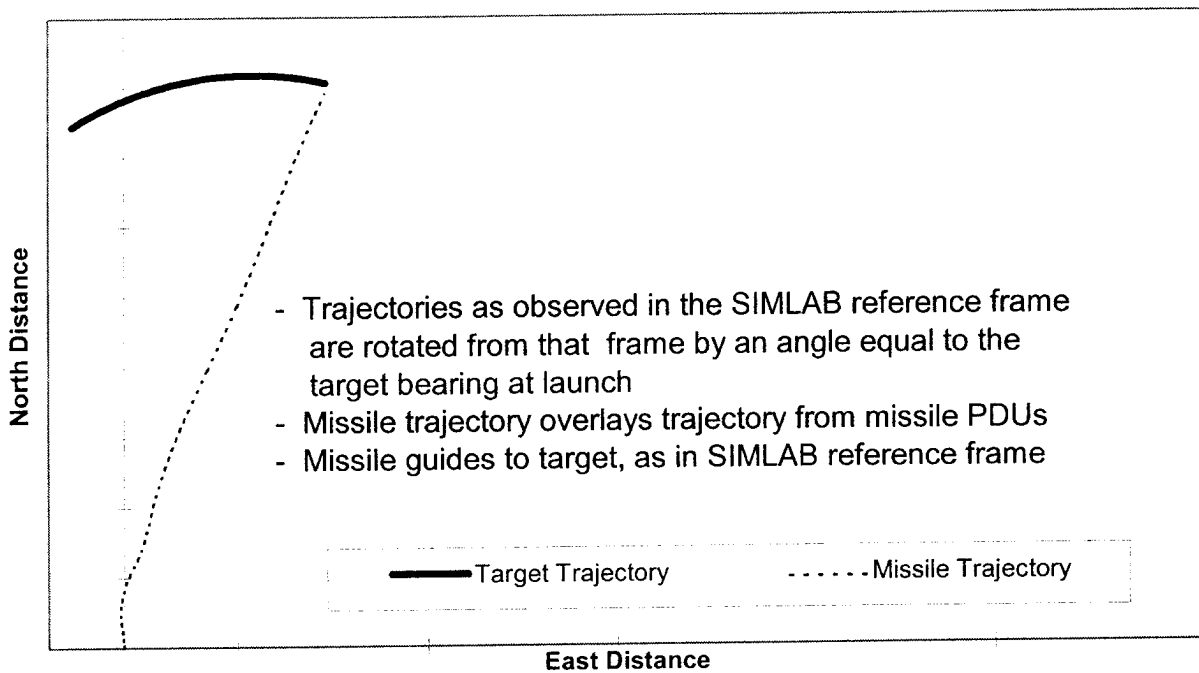 North Distance
- Trajectories as observed in the SIMLAB reference frame
are rotated from that frame by an angle equal to the
target bearing at launch
- Missile trajectory overlays trajectory from missile PDUs
- Missile guides to target, as in SIMLAB reference frame
Target Trajectory
Missile Trajectory
East Distance